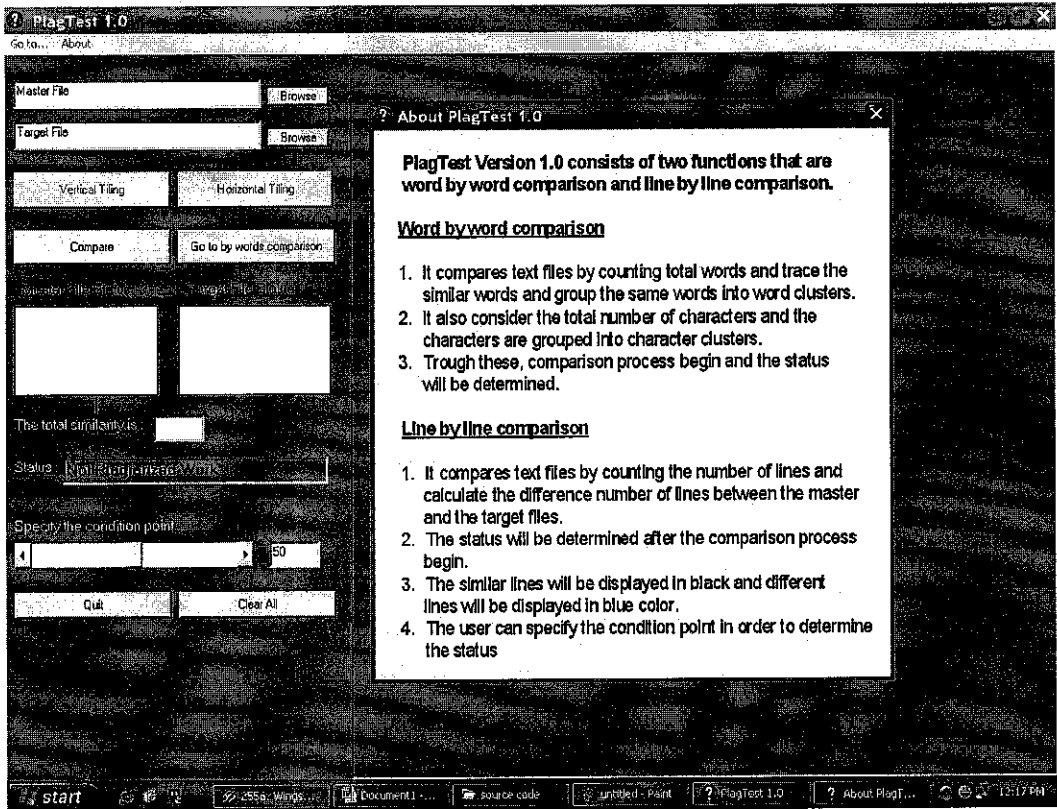 ? PlagTest 1.0
Go to... About
Master File
Browse
Target File
Browse
Vertical Tiling
Horizontal Tiling
Compare
Go to by words comparison
The total similarity is :
Status :
Specify the condition point
50
Quit
Clear All
? About PlagTest 1.0
PlagTest Version 1.0 consists of two functions that are
word by word comparison and line by line comparison.
Word by word comparison
1. It compares text files by counting total words and trace the
similar words and group the same words into word clusters.
2. It also consider the total number of characters and the
characters are grouped into character clusters.
3. Trough these, comparison process begin and the status
will be determined.
Line by line comparison
1. It compares text files by counting the number of lines and
calculate the difference number of lines between the master
and the target files.
2. The status will be determined after the comparison process
begin.
3. The similar lines will be displayed in black and different
lines will be displayed in blue color.
4. The user can specify the condition point in order to determine
the status
start
Document1 - ...
source code
untitled - Paint
? PlagTest 1.0
? About PlagT...
12:17 PM